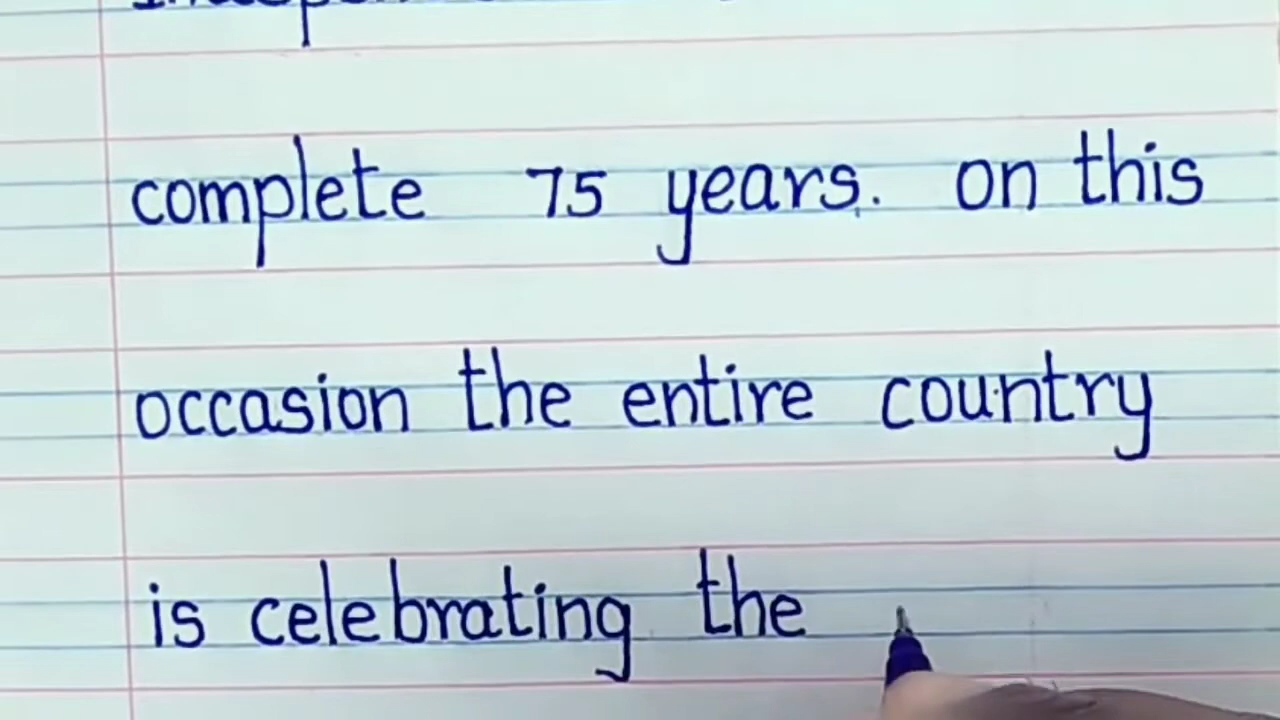 complete 75 years. on this
occasion the entire country
is celebrating the